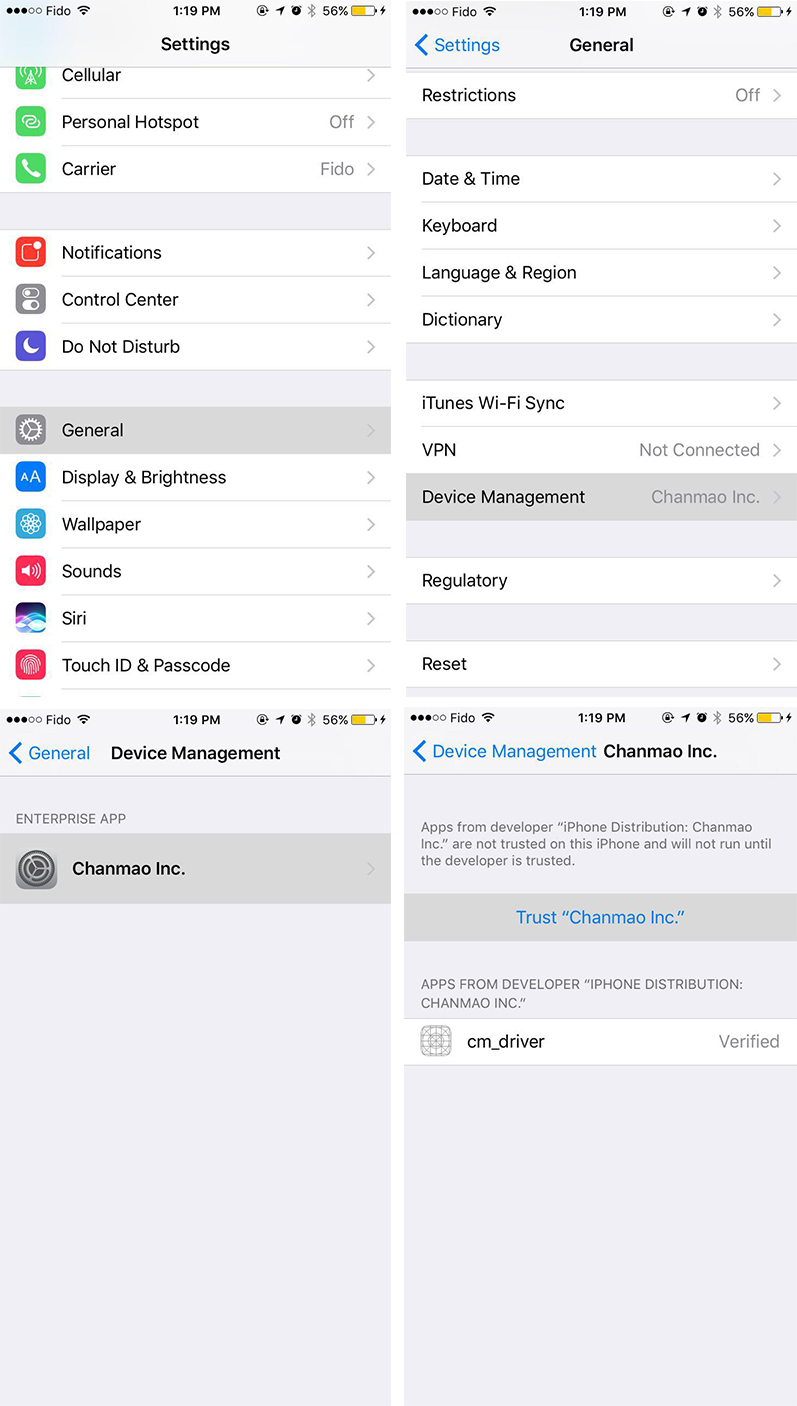 Fido 1:19 PM 56%
Settings
Cellular
Personal Hotspot Off
Carrier Fido
Notifications
Control Center
Do Not Disturb
General
Display & Brightness
AA
Wallpaper
Sounds
Siri
Touch ID & Passcode
Fido 1:19 PM 56%
Settings General
Restrictions Off
Date & Time
Keyboard
Language & Region
Dictionary
iTunes Wi-Fi Sync
VPN Not Connected
Device Management Chanmao Inc.
Regulatory
Reset
Fido 1:19 PM 56%
General Device Management
ENTERPRISE APP
Chanmao Inc.
Fido 1:19 PM 56%
Device Management Chanmao Inc.
Apps from developer “iPhone Distribution: Chanmao
Inc.” are not trusted on this iPhone and will not run until
the developer is trusted.
Trust “Chanmao Inc.”
APPS FROM DEVELOPER “IPHONE DISTRIBUTION:
CHANMAO INC.”
cm_driver Verified